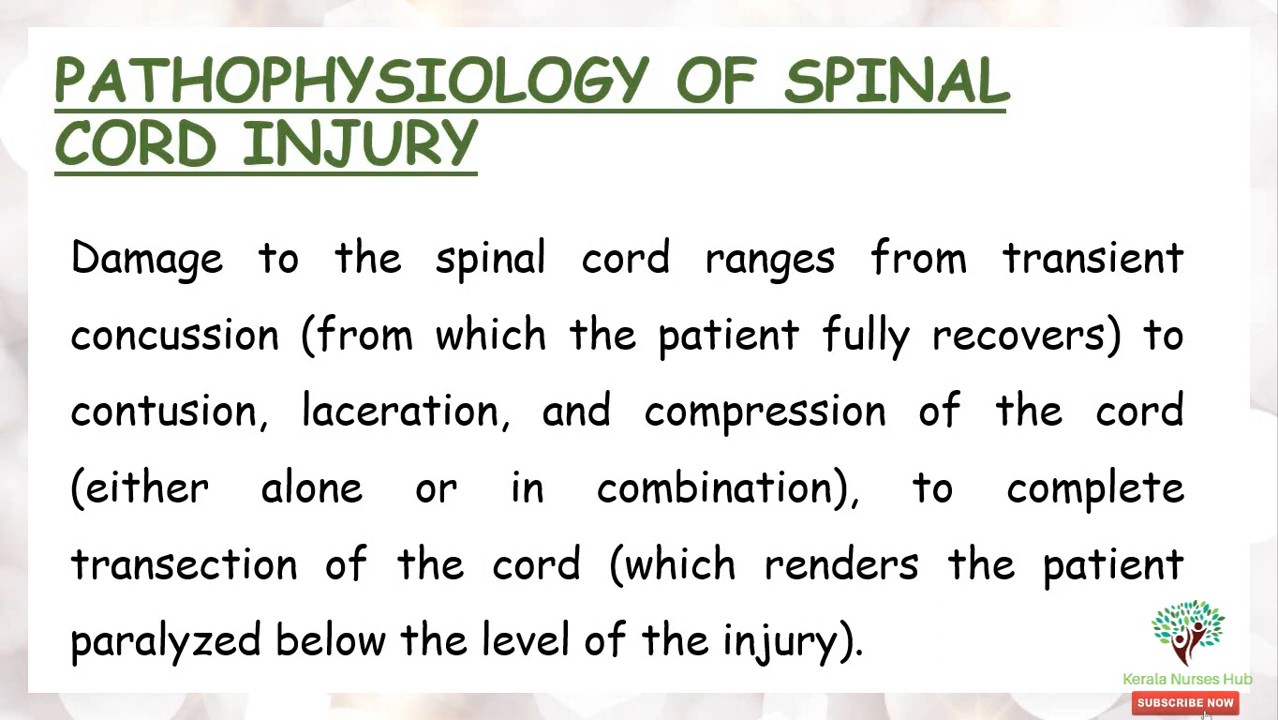 PATHOPHYSIOLOGY OF SPINAL
CORD INJURY
Damage to the spinal cord ranges from transient
concussion (from which the patient fully recovers) to
contusion, laceration, and compression of the cord
(either alone or in combination), to complete
transection of the cord (which renders the patient
paralyzed below the level of the injury).
Kerala Nurses Hub
SUBSCRIBE NOW